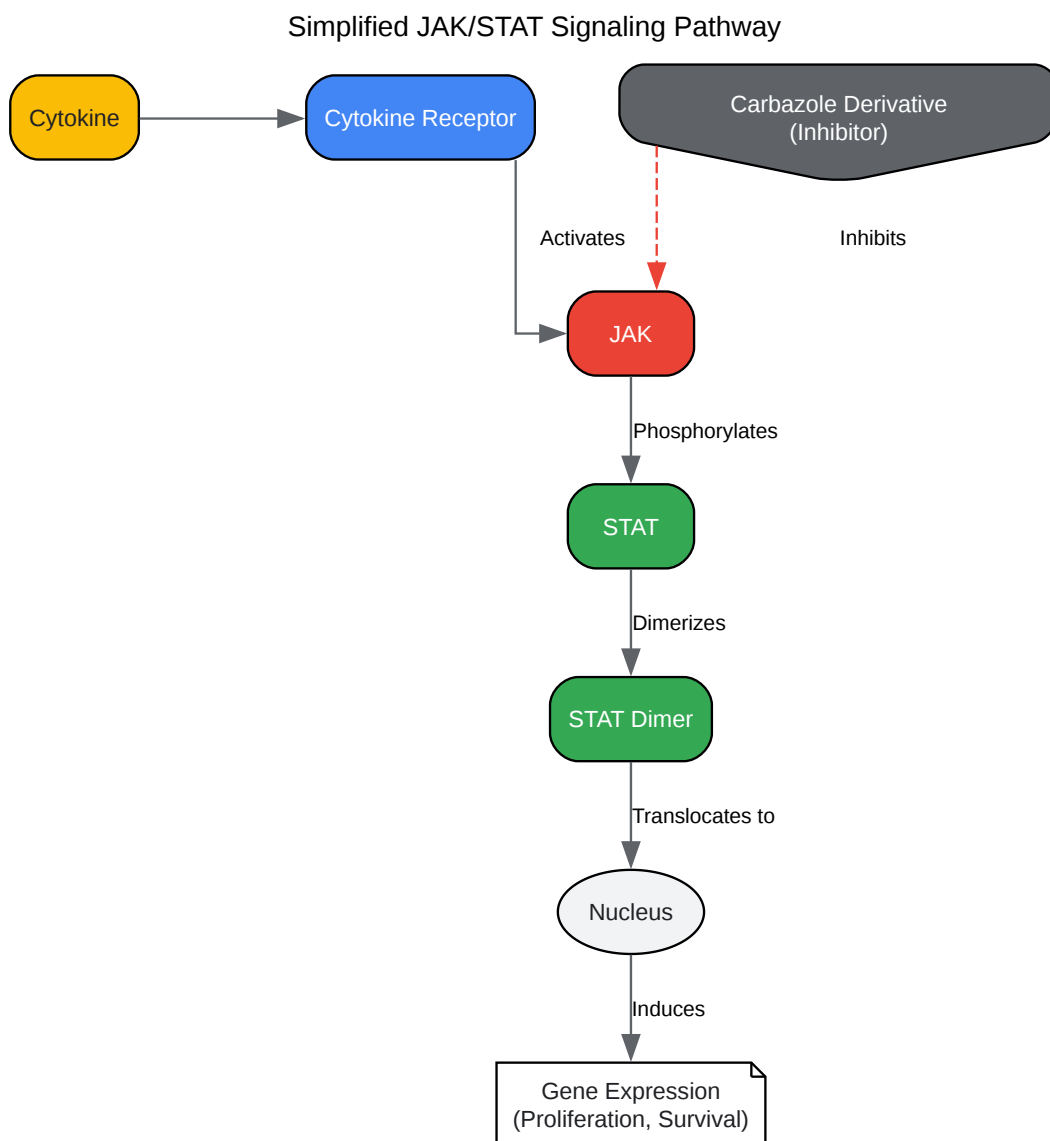 Simplified JAK/STAT Signaling Pathway
Cytokine
Cytokine Receptor
Carbazole Derivative
(Inhibitor)
Activates
Inhibits
JAK
Phosphorylates
STAT
Dimerizes
STAT Dimer
Translocates to
Nucleus
Induces
Gene Expression
(Proliferation, Survival)